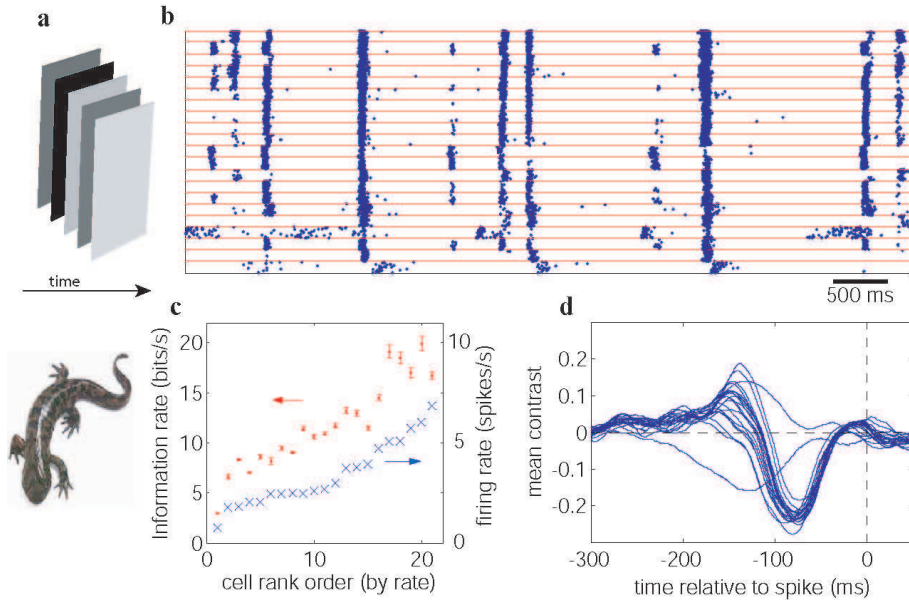 a
b
time
500 ms
c
d
Information rate (bits/s)
20
15
10
5
0
0
10
20
cell rank order (by rate)
10
5
0
firing rate (spikes/s)
mean contrast
0.2
0.1
0
-0.1
-0.2
-300
-200
-100
0
time relative to spike (ms)